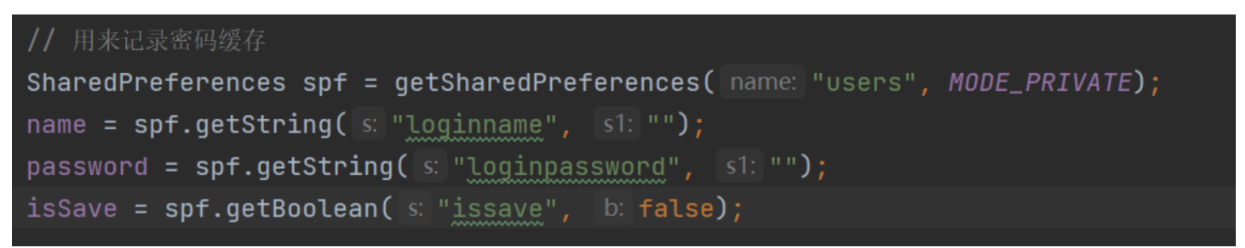 // 用来记录密码缓存
SharedPreferences spf = getSharedPreferences( name: "users", MODE_PRIVATE);
name = spf.getString( s: "loginname", s1: "");
password = spf.getString( s: "loginpassword", s1: "");
isSave = spf.getBoolean( s: "issave", b: false);